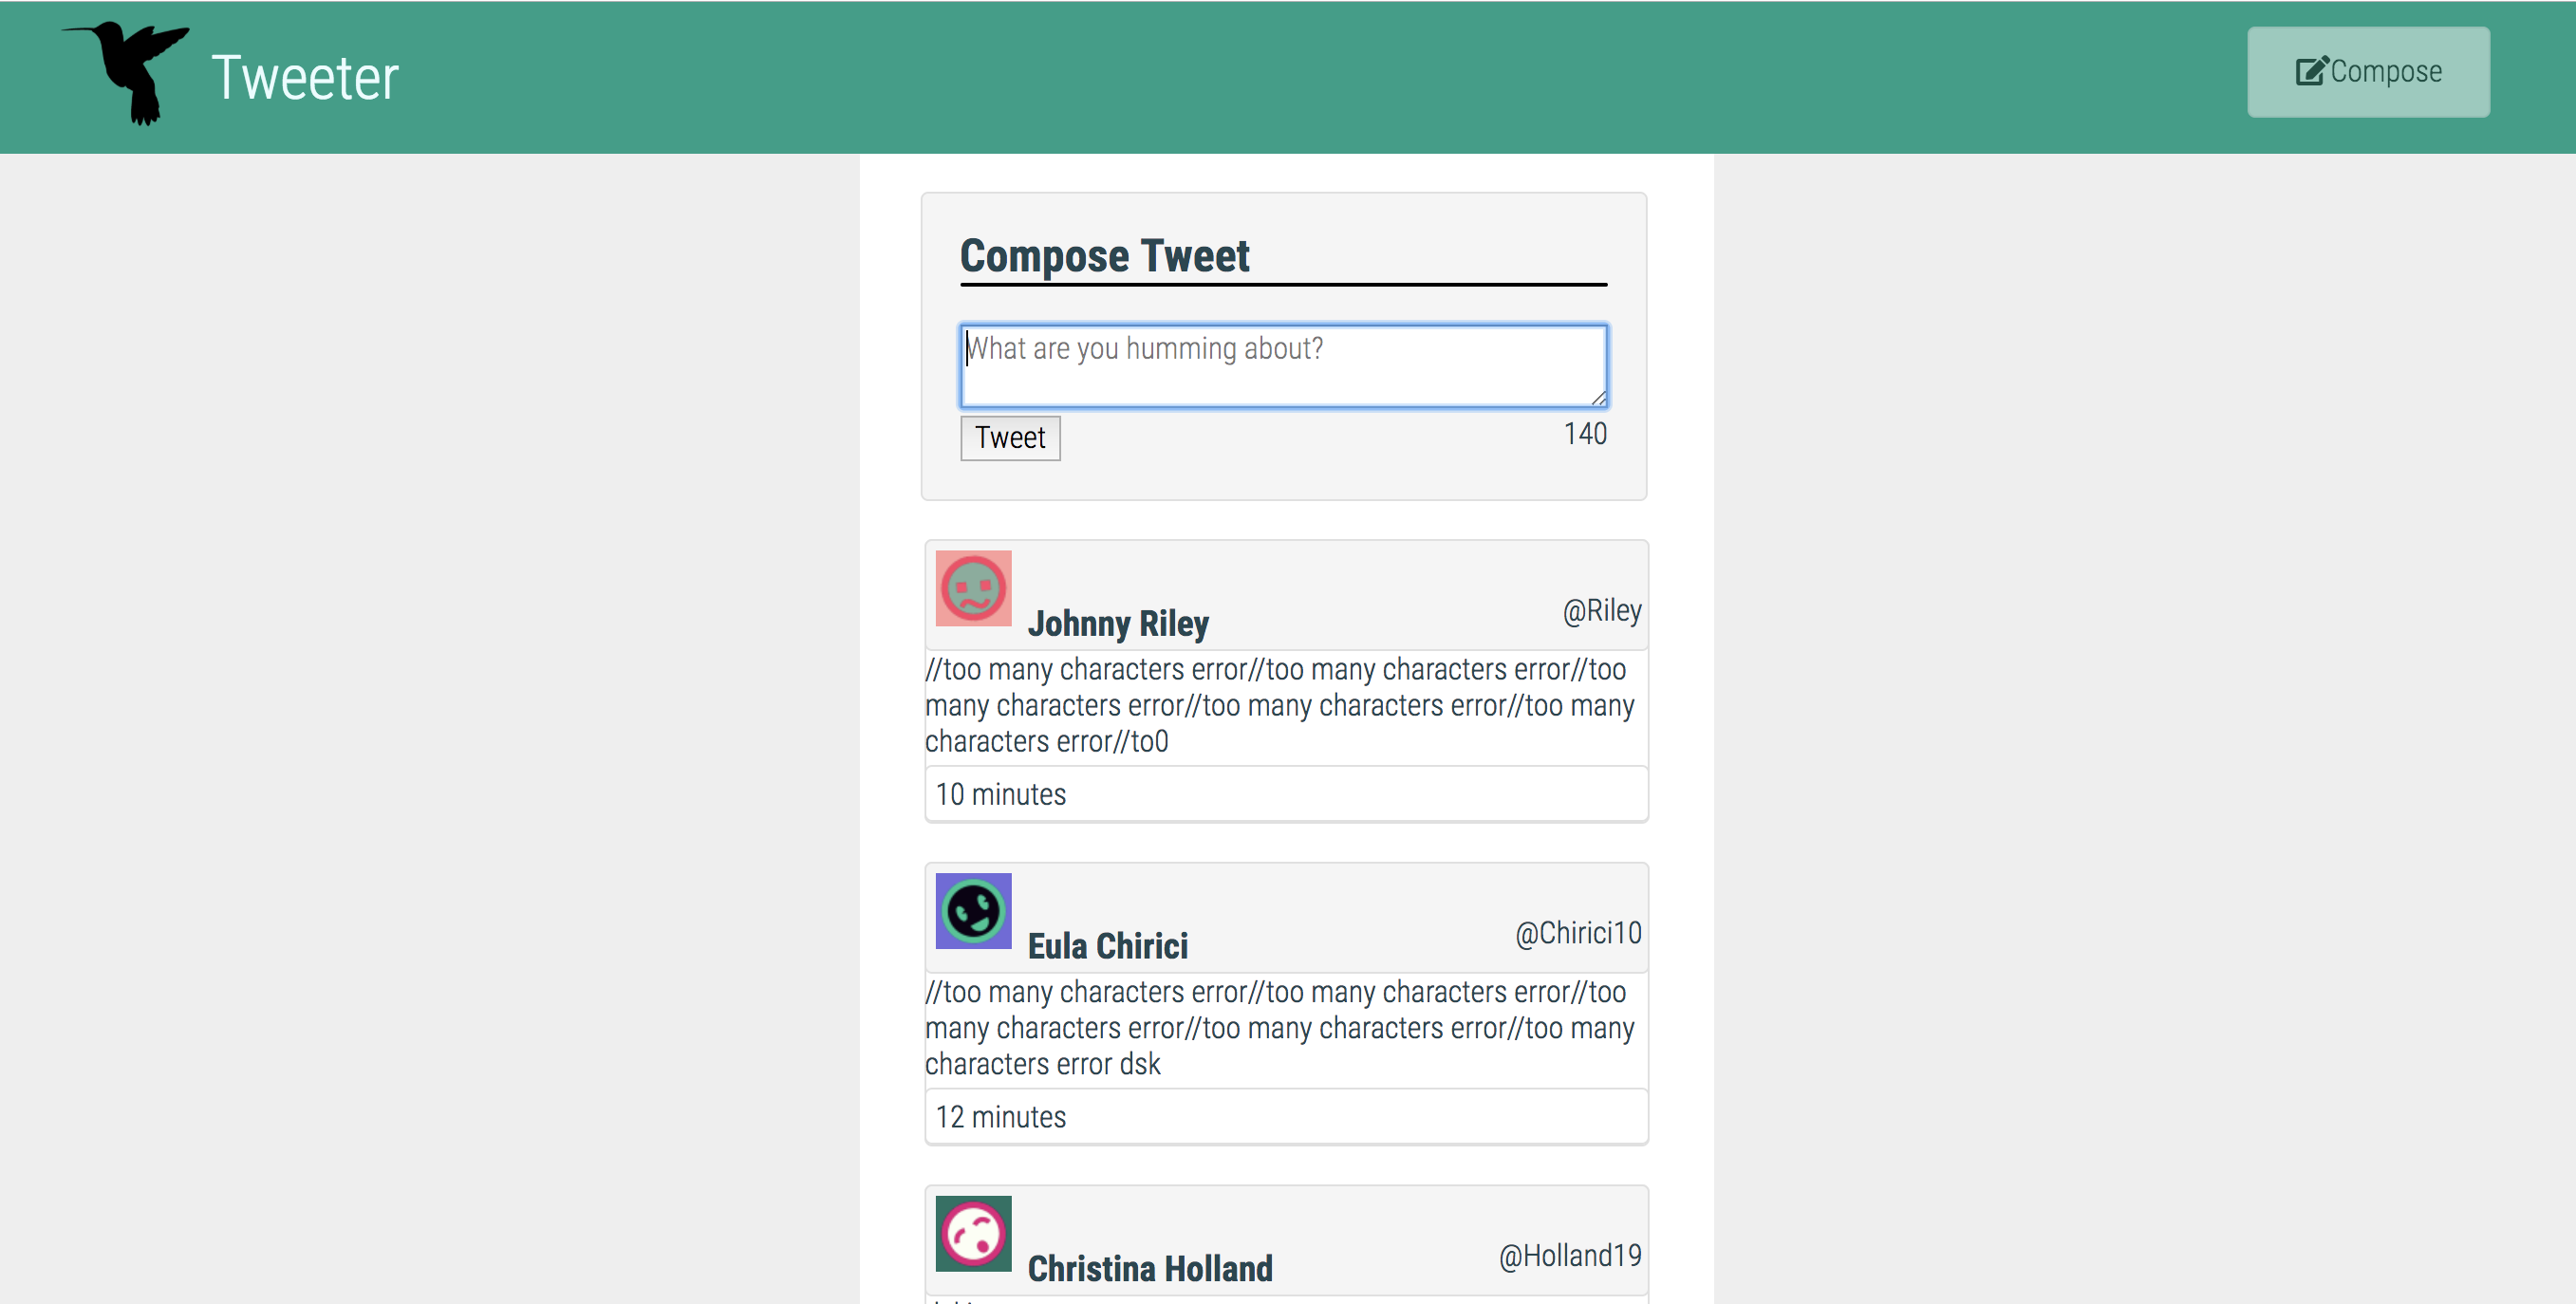 Tweeter
Compose
Compose Tweet
What are you humming about?
Tweet
140
Johnny Riley
@Riley
//too many characters error//too many characters error//too
many characters error//too many characters error//too many
characters error//to0
10 minutes
Eula Chirici
@Chirici10
//too many characters error//too many characters error//too
many characters error//too many characters error//too many
characters error dsk
12 minutes
Christina Holland
@Holland19